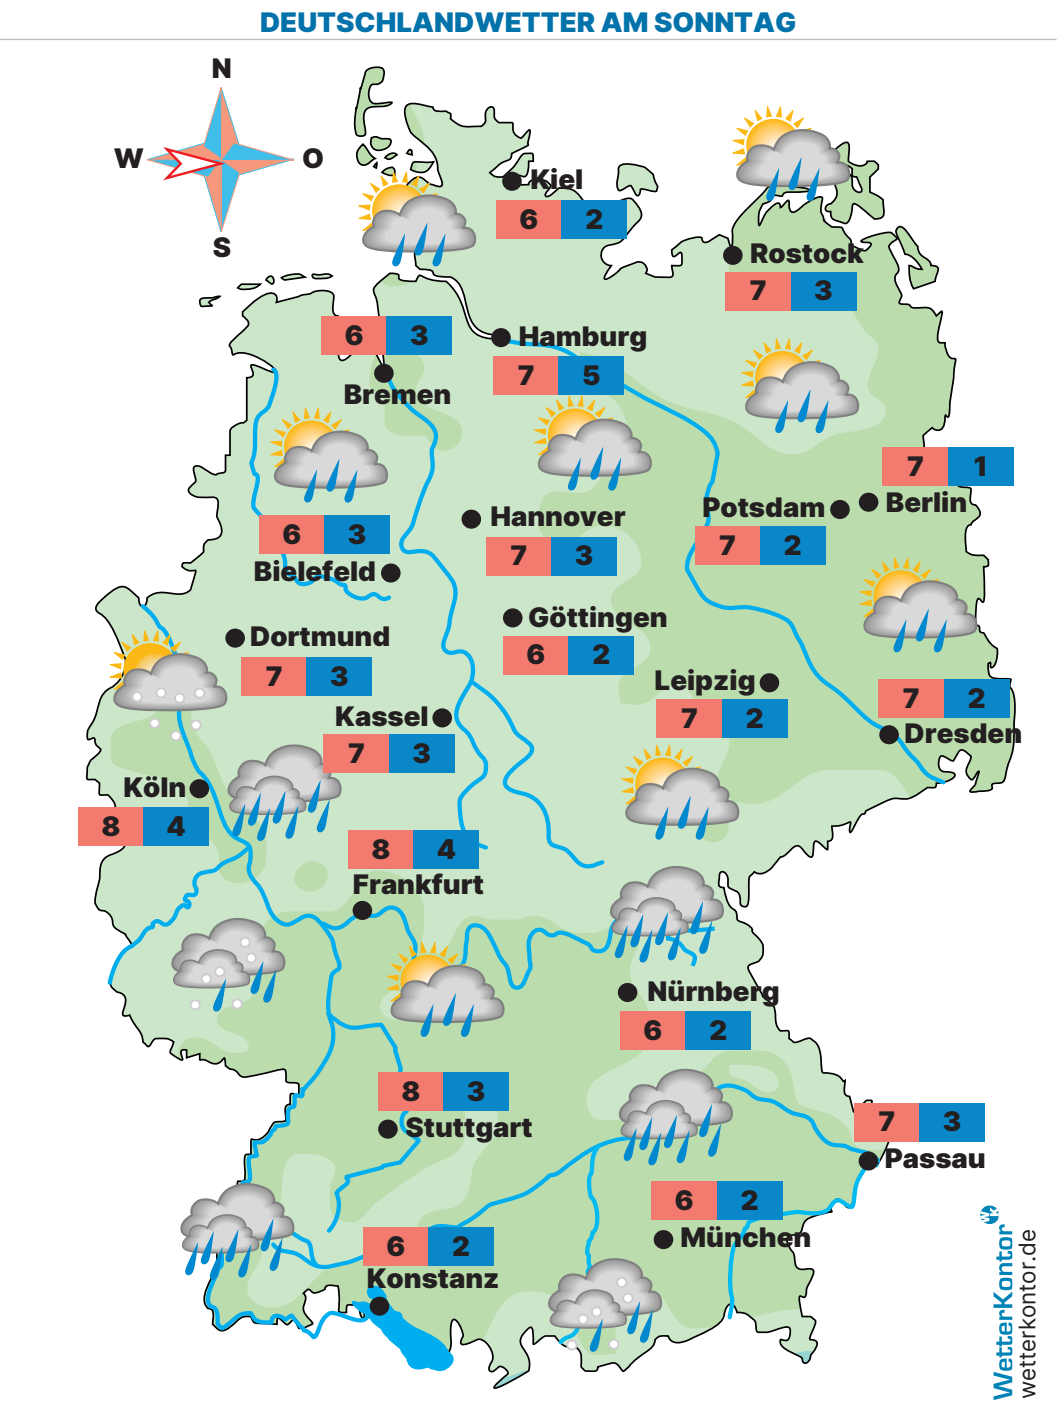 DEUTSCHLANDWETTER AM SONNTAG
N
W O
S
Kiel
6 2
Rostock
7 3
6 3
Bremen
Hamburg
7 5
7 1
Berlin
Potsdam
7 2
Hannover
7 3
6 3
Bielefeld
Göttingen
6 2
Dortmund
7 3
Leipzig
7 2
7 2
Dresden
Kassel
7 3
Köln
8 4
8 4
Frankfurt
Nürnberg
6 2
8 3
Stuttgart
7 3
Passau
6 2
München
6 2
Konstanz
WetterKontor
wetterkontor.de